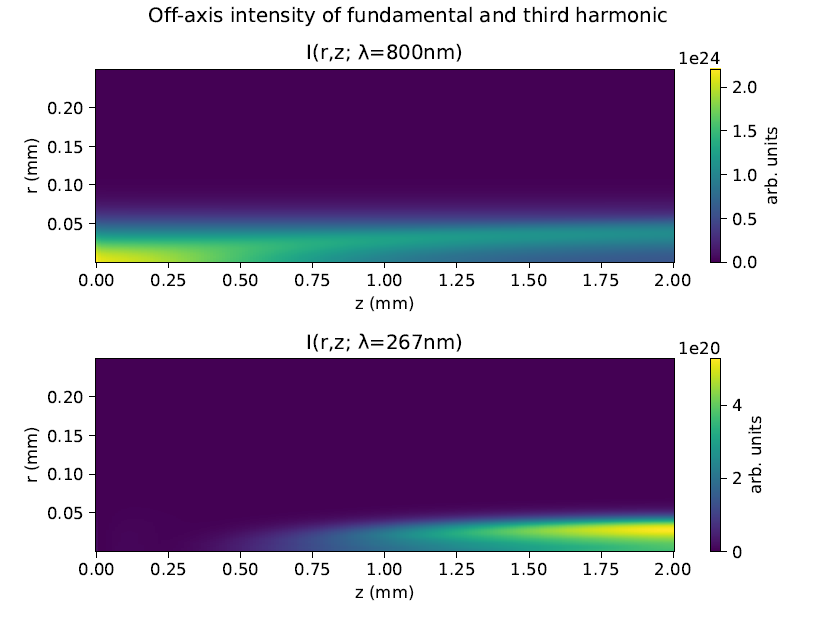 Off-axis intensity of fundamental and third harmonic
I(r,z; λ=800nm)
1e24
r (mm)
0.20
0.15
0.10
0.05
0.00 0.25 0.50 0.75 1.00 1.25 1.50 1.75 2.00
z (mm)
2.0
1.5
1.0
0.5
0.0
arb. units
I(r,z; λ=267nm)
1e20
r (mm)
0.20
0.15
0.10
0.05
0.00 0.25 0.50 0.75 1.00 1.25 1.50 1.75 2.00
z (mm)
4
2
0
arb. units